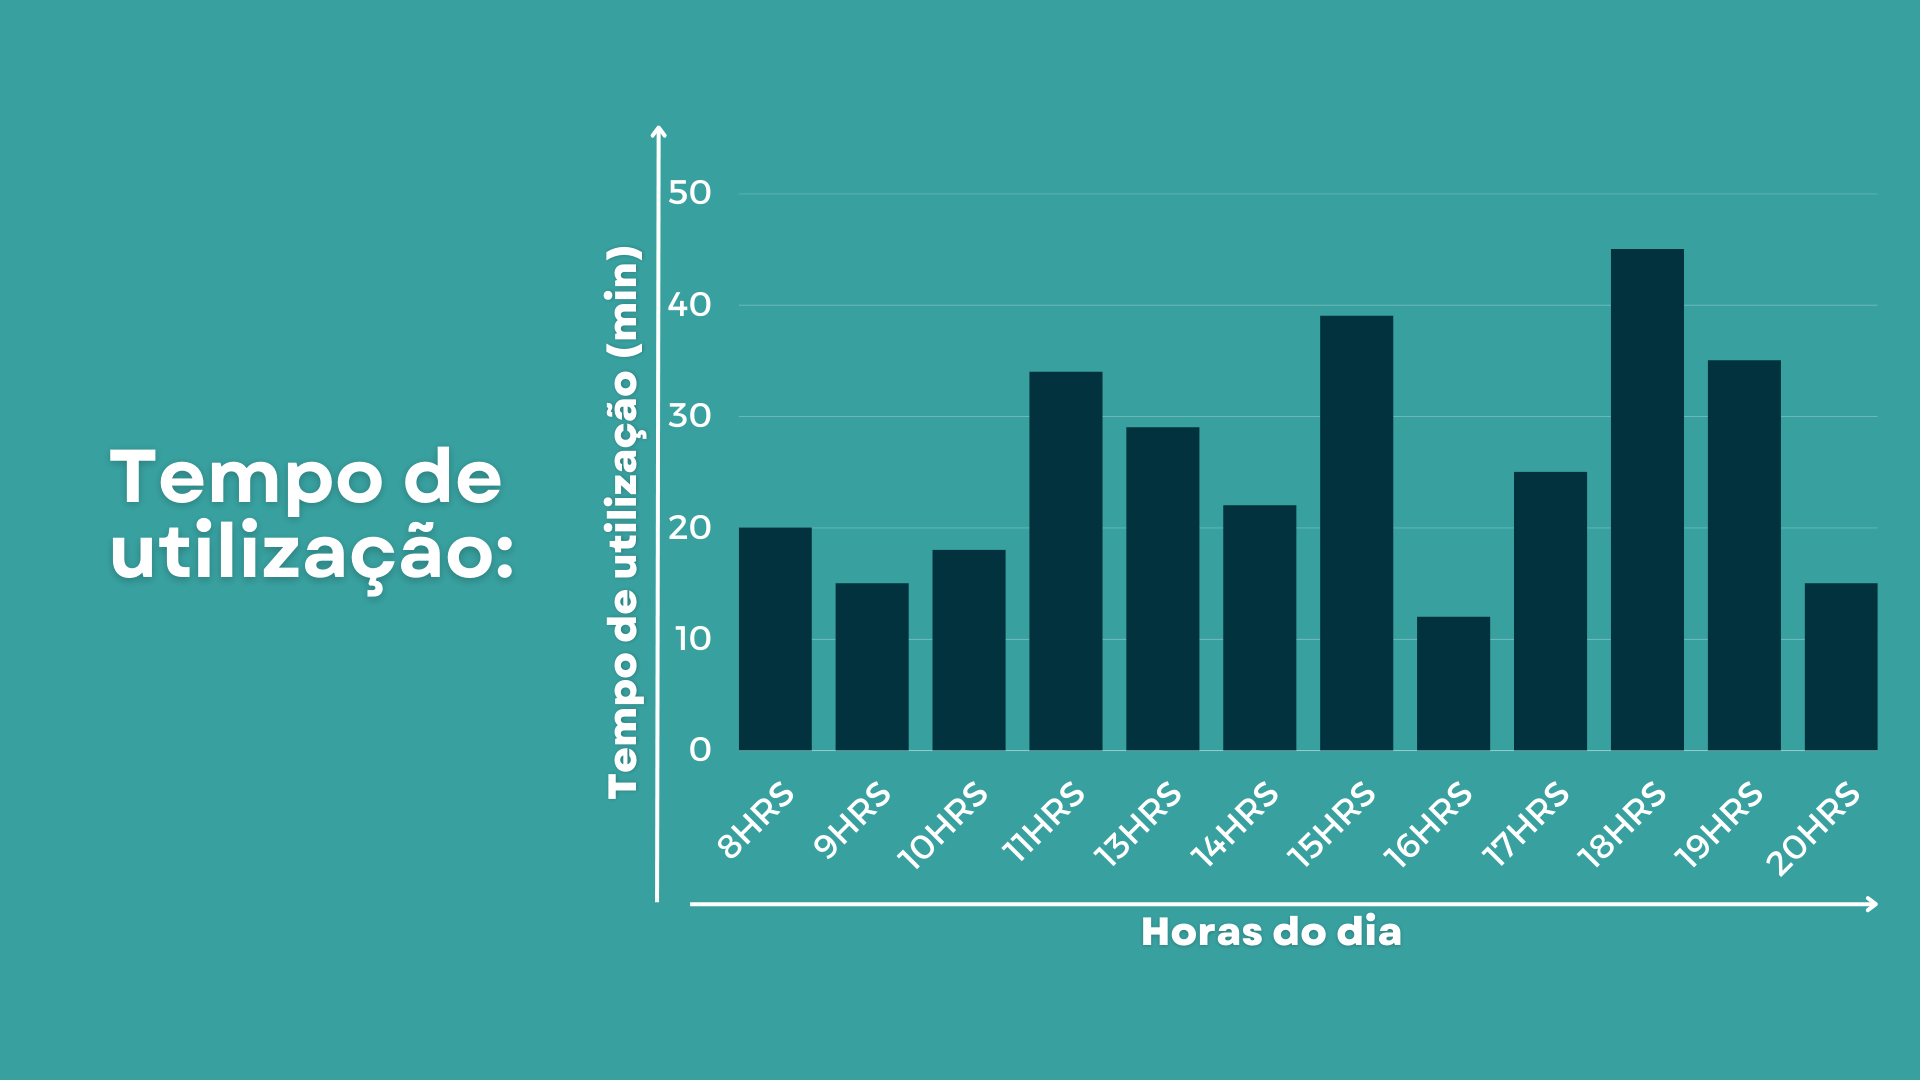 Tempo de
utilização:
Tempo de utilização (min)
50
40
30
20
10
0
8HRS
9HRS
10HRS
11HRS
13HRS
14HRS
15HRS
16HRS
17HRS
18HRS
19HRS
20HRS
Horas do dia